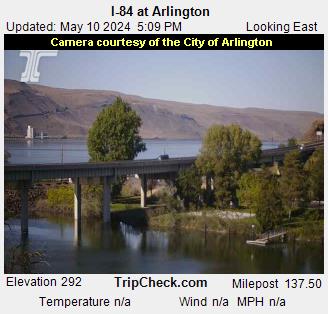 I-84 at Arlington
Updated: May 10 2024 5:09 PM Looking East
Camera courtesy of the City of Arlington
Elevation 292 TripCheck.com Milepost 137.50
Temperature n/a Wind n/a MPH n/a